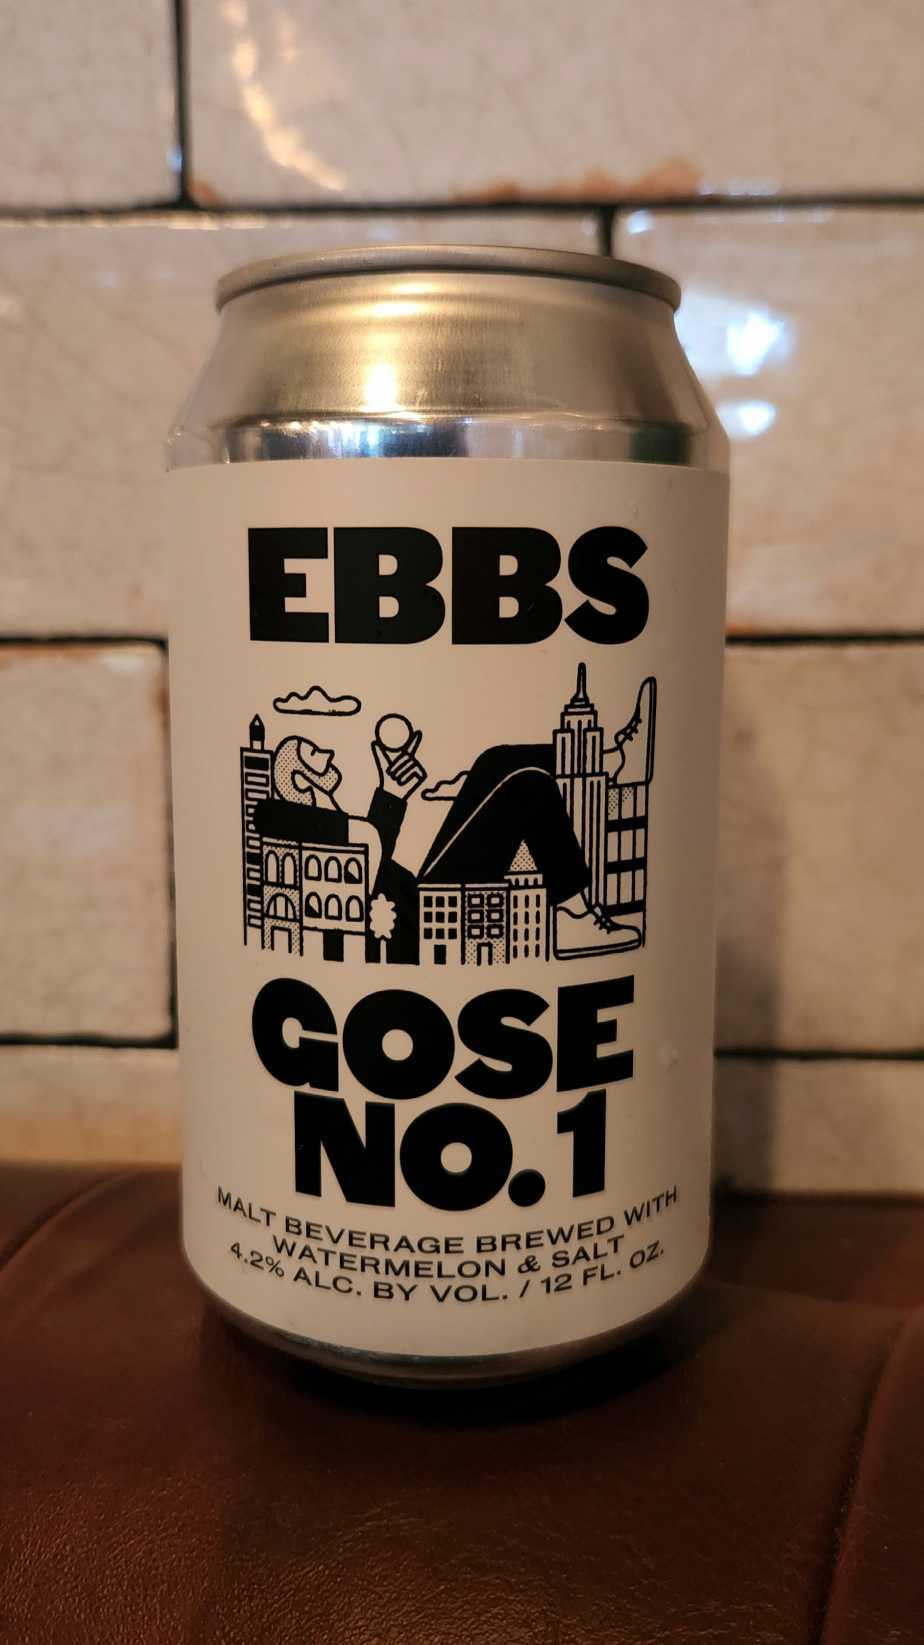 EBBS
GOSE
NO.1
MALT BEVERAGE BREWED WITH
WATERMELON & SALT
4.2% ALC. BY VOL. / 12 FL. OZ.